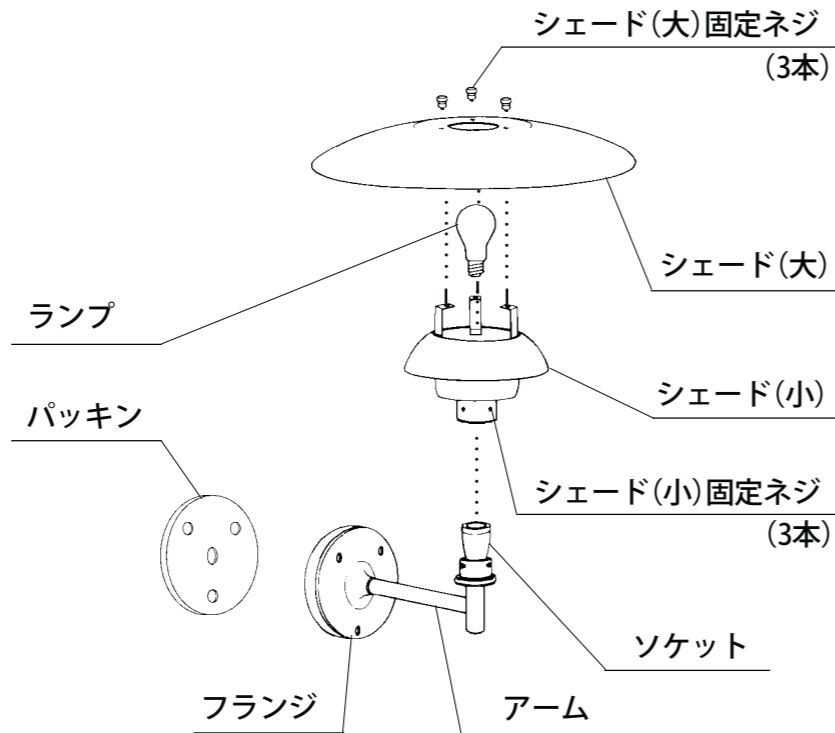 シェード(大)固定ネジ
(3本)
シェード(大)
ランプ
シェード(小)
パッキン
シェード(小)固定ネジ
(3本)
ソケット
フランジ
アーム